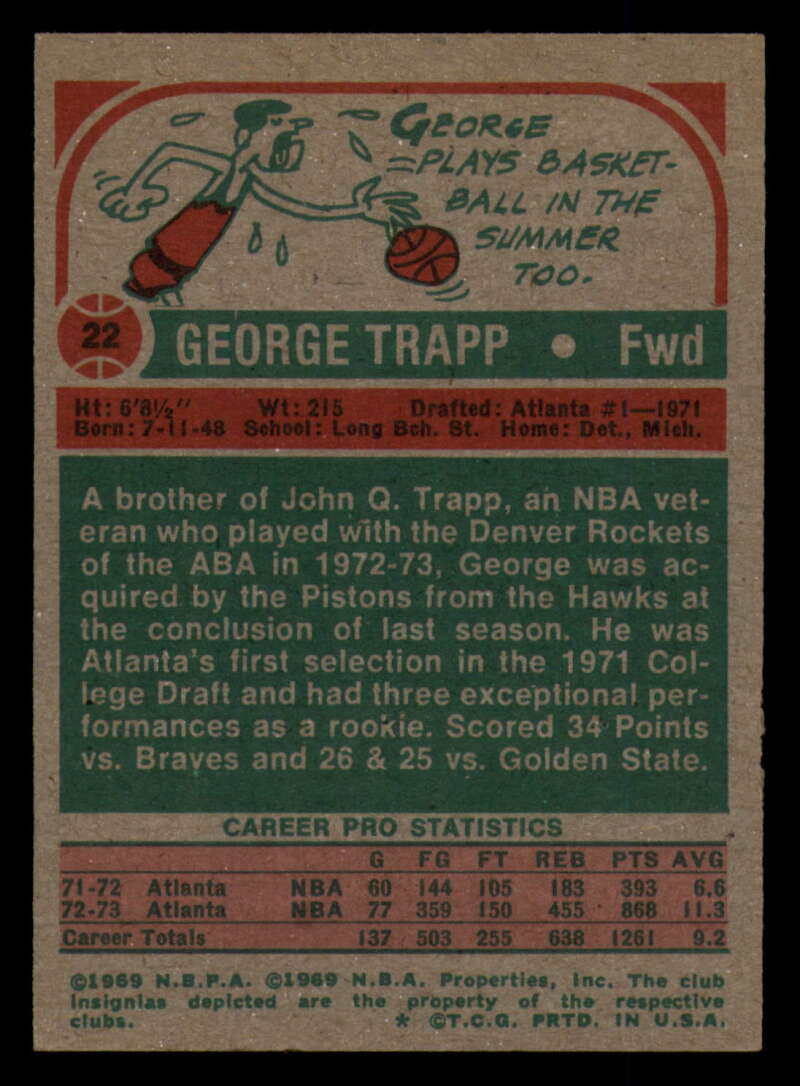 GEORGE
PLAYS BASKET-
BALL IN THE
SUMMER
TOO.
22 GEORGE TRAPP • Fwd
Ht: 6'8½" Wt: 215 Drafted: Atlanta #1—1971
Born: 7-11-48 School: Long Bch. St. Home: Det., Mich.
A brother of John Q. Trapp, an NBA vet-
eran who played with the Denver Rockets
of the ABA in 1972-73, George was ac-
quired by the Pistons from the Hawks at
the conclusion of last season. He was
Atlanta's first selection in the 1971 Col-
lege Draft and had three exceptional per-
formances as a rookie. Scored 34 Points
vs. Braves and 26 & 25 vs. Golden State.
CAREER PRO STATISTICS
G FG FT REB PTS AVG
71-72 Atlanta NBA 60 144 105 183 393 6.6
72-73 Atlanta NBA 77 359 150 455 868 11.3
Career Totals 137 503 255 638 1261 9.2
©1969 N.B.P.A. ©1969 N.B.A. Properties, Inc. The club
insignias depicted are the property of the respective
clubs. * ©T.C.G. PRTD. IN U.S.A.